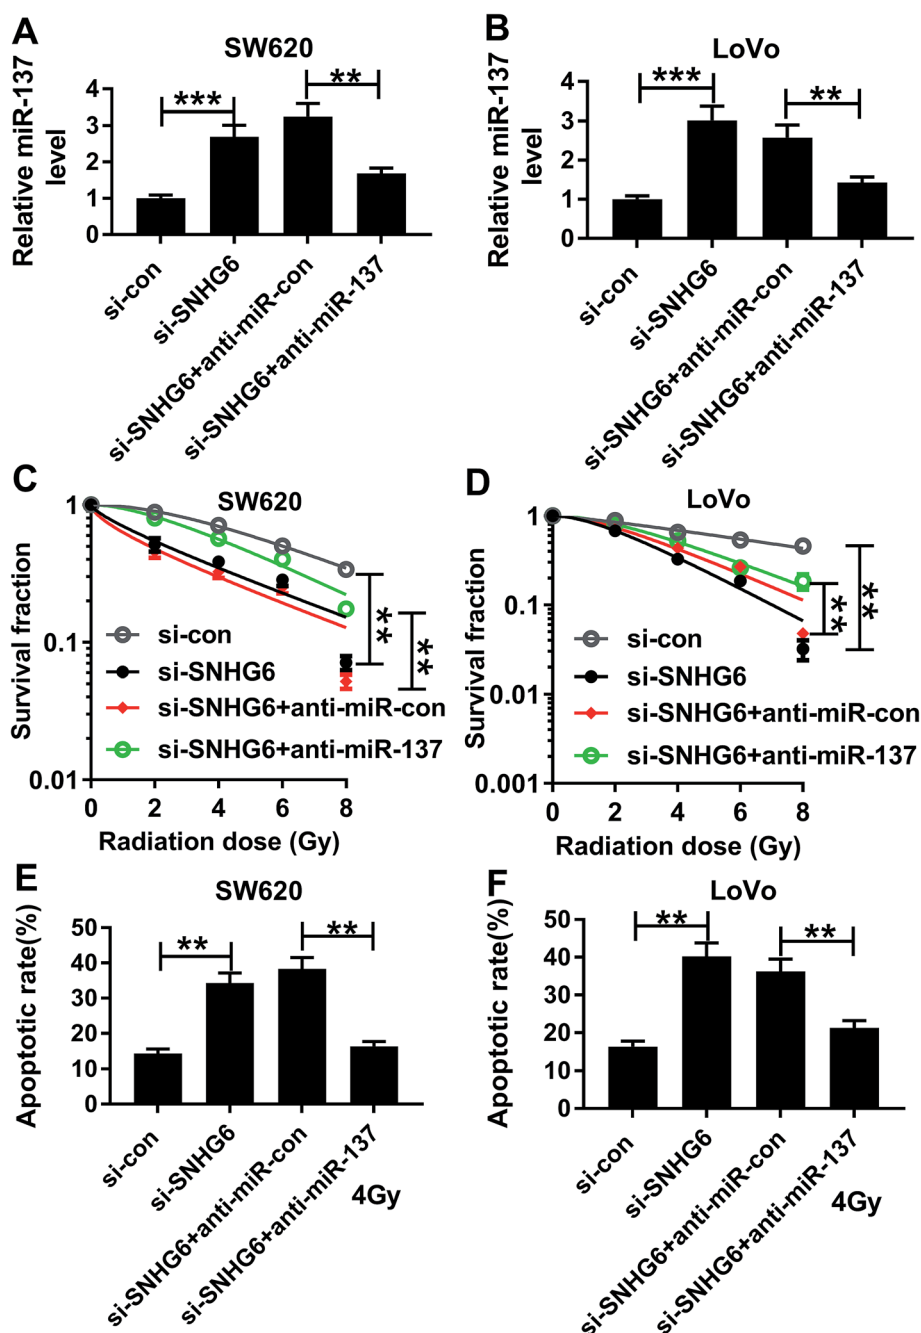 A
SW620
Relative miR-137
level
4
3
2
1
0
***
**
si-con
si-SNHG6
si-SNHG6+anti-miR-con
si-SNHG6+anti-miR-137
B
LoVo
Relative miR-137
level
4
3
2
1
0
***
**
si-con
si-SNHG6
si-SNHG6+anti-miR-con
si-SNHG6+anti-miR-137
C
SW620
Survival fraction
1
0.1
0.01
si-con
si-SNHG6
si-SNHG6+anti-miR-con
si-SNHG6+anti-miR-137
**
**
0 2 4 6 8
Radiation dose (Gy)
D
LoVo
Survival fraction
1
0.1
0.01
0.001
si-con
si-SNHG6
si-SNHG6+anti-miR-con
si-SNHG6+anti-miR-137
**
**
0 2 4 6 8
Radiation dose (Gy)
E
SW620
Apoptotic rate(%)
50
40
30
20
10
0
**
**
si-con
si-SNHG6
si-SNHG6+anti-miR-con
si-SNHG6+anti-miR-137
4Gy
F
LoVo
Apoptotic rate(%)
50
40
30
20
10
0
**
**
si-con
si-SNHG6
si-SNHG6+anti-miR-con
si-SNHG6+anti-miR-137
4Gy